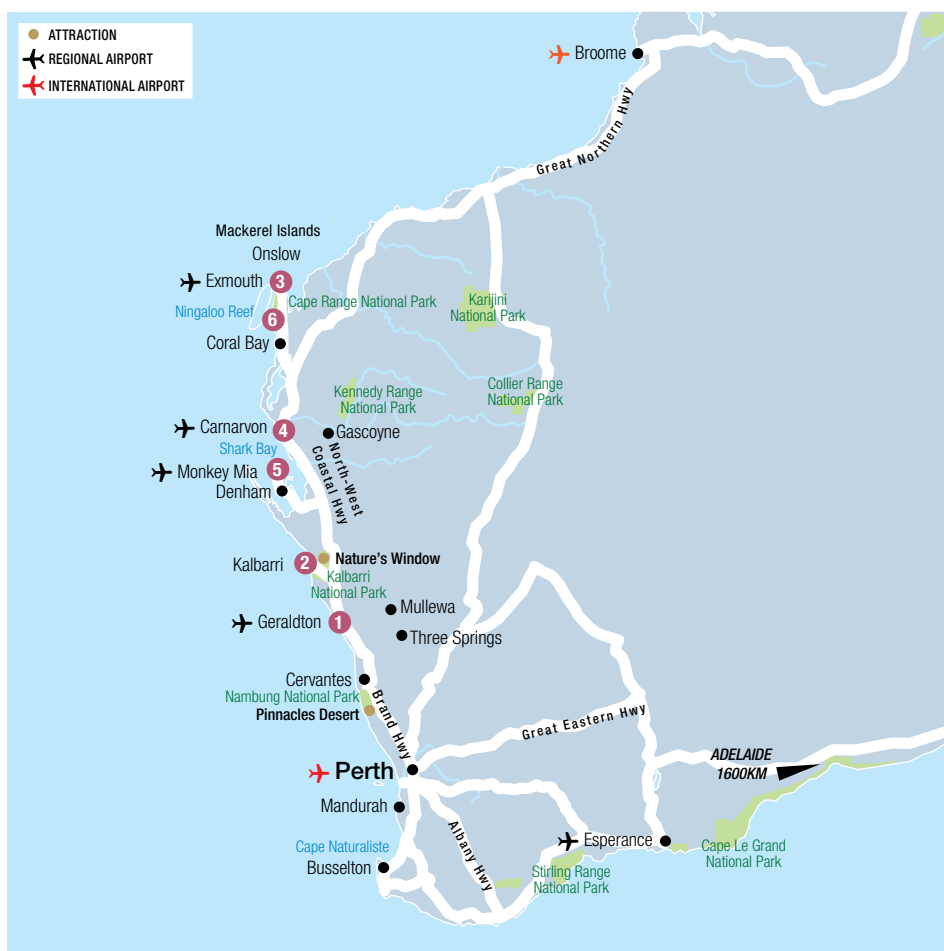 ATTRACTION
REGIONAL AIRPORT
INTERNATIONAL AIRPORT
Broome
Great Northern Hwy
Mackerel Islands
Onslow
Exmouth 3
Cape Range National Park
Ningaloo Reef 6
Coral Bay
Karijini
National Park
Kennedy Range
National Park
Collier Range
National Park
Carnarvon 4
Gascoyne
Shark Bay
Monkey Mia 5
Denham
North-West
Coastal Hwy
Kalbarri 2
Nature's Window
Kalbarri
National Park
Mullewa
Geraldton 1
Three Springs
Cervantes
Nambung National Park
Pinnacles Desert
Brand Hwy
Great Eastern Hwy
ADELAIDE
1600KM
Perth
Mandurah
Albany Hwy
Cape Naturaliste
Busselton
Esperance
Cape Le Grand
National Park
Stirling Range
National Park